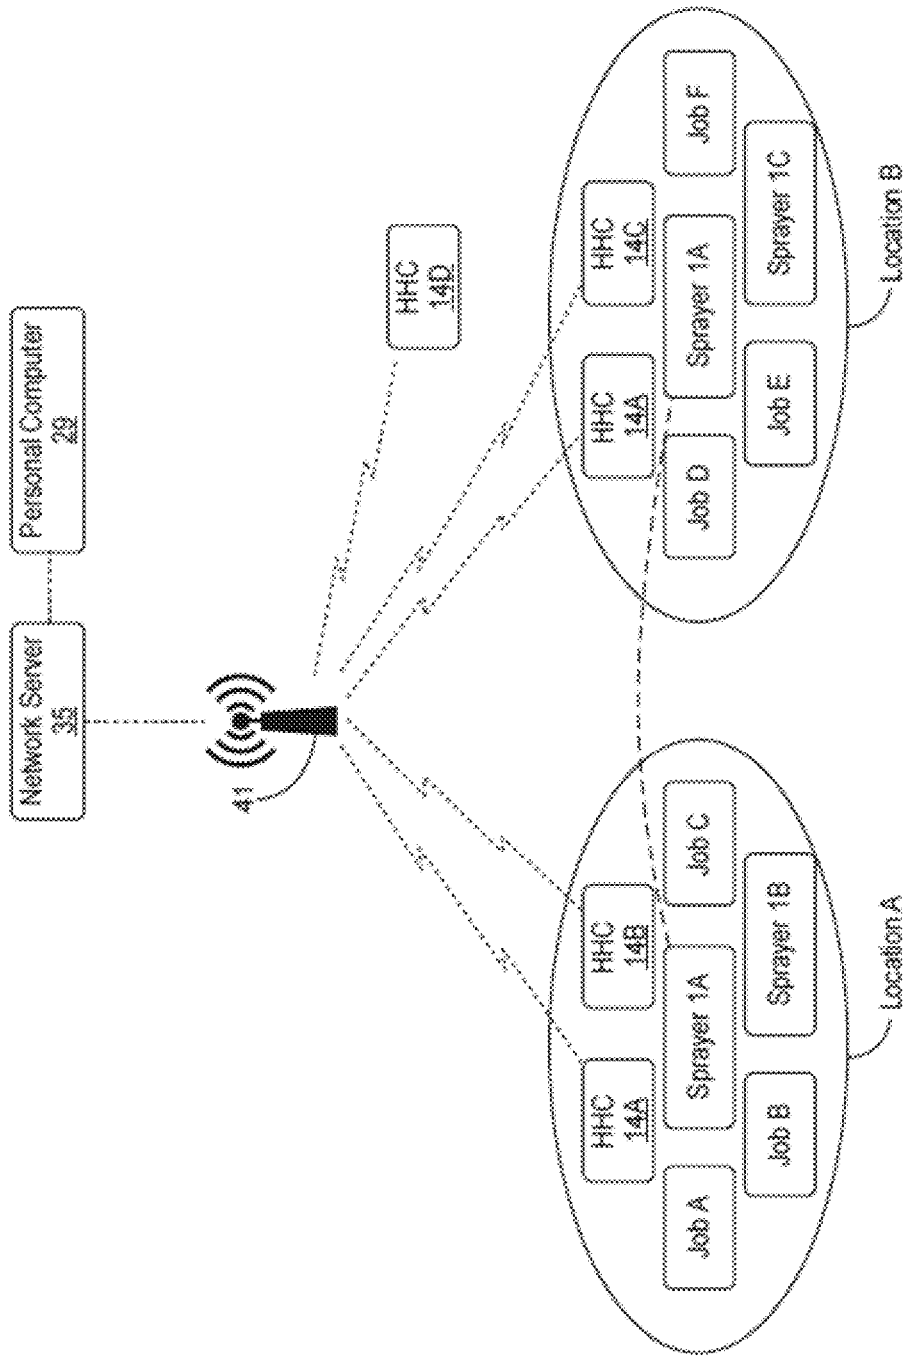 Network Server
35
Personal Computer
29
41
HHC
14D
HHC
14A
HHC
14B
Job A
Sprayer 1A
Job C
Job B
Sprayer 1B
Location A
HHC
14A
HHC
14C
Job D
Sprayer 1A
Job F
Job E
Sprayer 1C
Location B